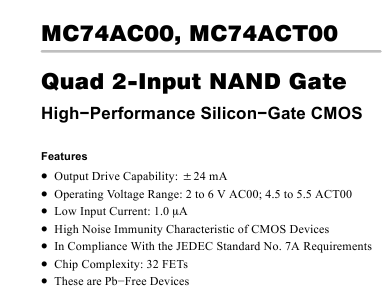 MC74AC00, MC74ACT00
Quad 2-Input NAND Gate
High−Performance Silicon−Gate CMOS
Features
• Output Drive Capability: ±24 mA
• Operating Voltage Range: 2 to 6 V AC00; 4.5 to 5.5 ACT00
• Low Input Current: 1.0 μA
• High Noise Immunity Characteristic of CMOS Devices
• In Compliance With the JEDEC Standard No. 7A Requirements
• Chip Complexity: 32 FETs
• These are Pb−Free Devices